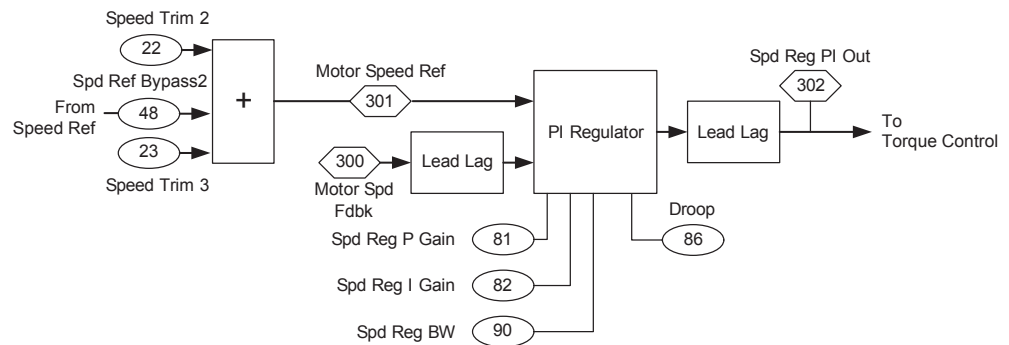 Speed Trim 2
22
Spd Ref Bypass2
From
Speed Ref
48
23
Speed Trim 3
+
Motor Speed Ref
301
300
Motor Spd
Fdbk
Lead Lag
PI Regulator
Lead Lag
Spd Reg PI Out
302
To
Torque Control
Droop
86
Spd Reg P Gain
81
Spd Reg I Gain
82
Spd Reg BW
90